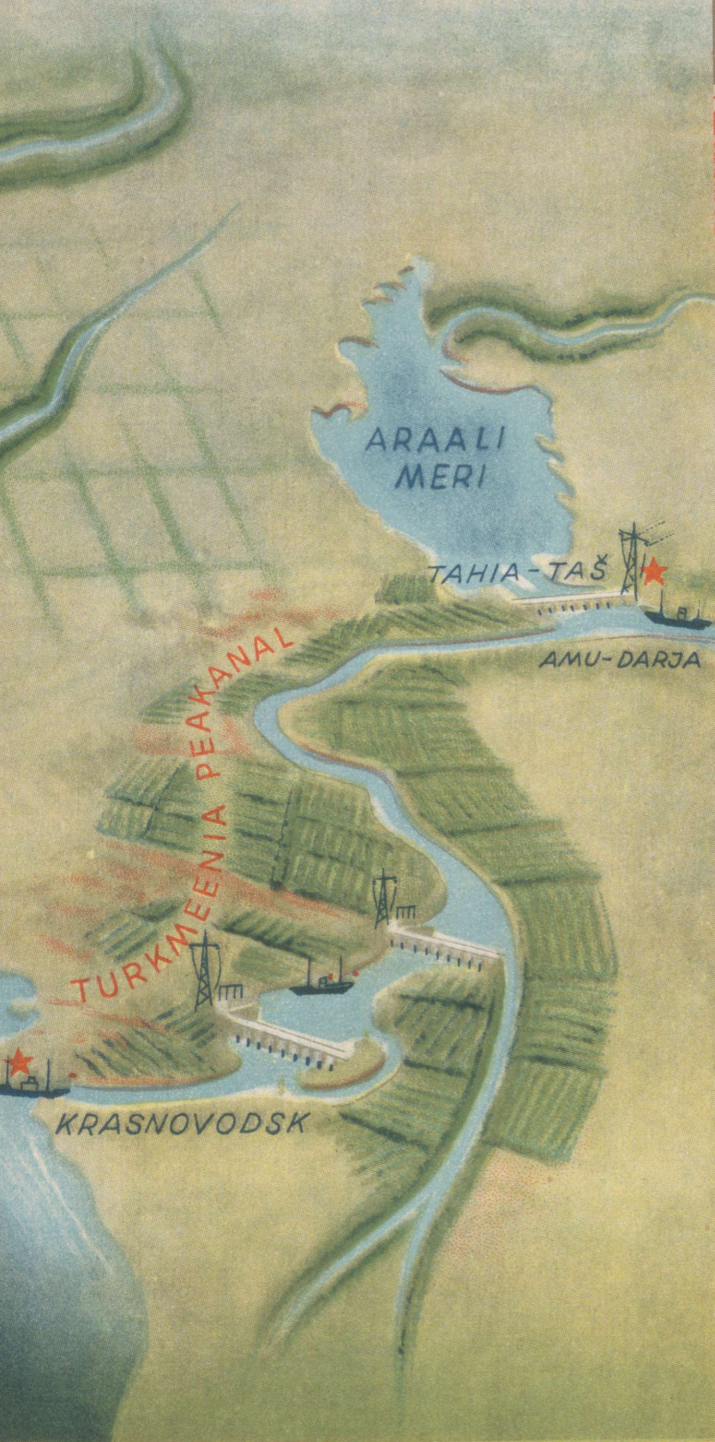 ARAALI
MERI
TAHIA-TAŠ
AMU-DARJA
TURKMEENIA PEAKANAL
KRASNOVODSK